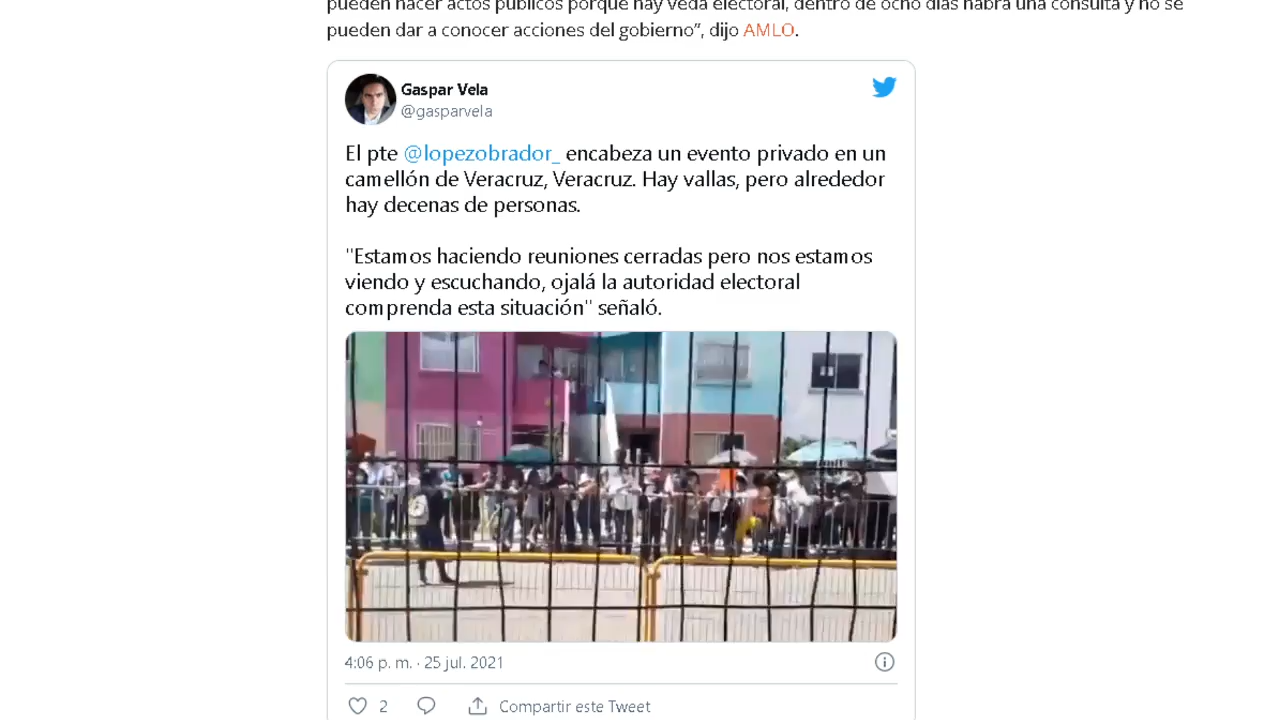 pueden hacer actos públicos porque hay veda electoral, dentro de ocho días habrá una consulta y no se
pueden dar a conocer acciones del gobierno”, dijo AMLO.
Gaspar Vela
@gasparvela
El pte @lopezobrador_ encabeza un evento privado en un
camellón de Veracruz, Veracruz. Hay vallas, pero alrededor
hay decenas de personas.
"Estamos haciendo reuniones cerradas pero nos estamos
viendo y escuchando, ojalá la autoridad electoral
comprenda esta situación" señaló.
4:06 p. m. · 25 jul. 2021
2
Compartir este Tweet